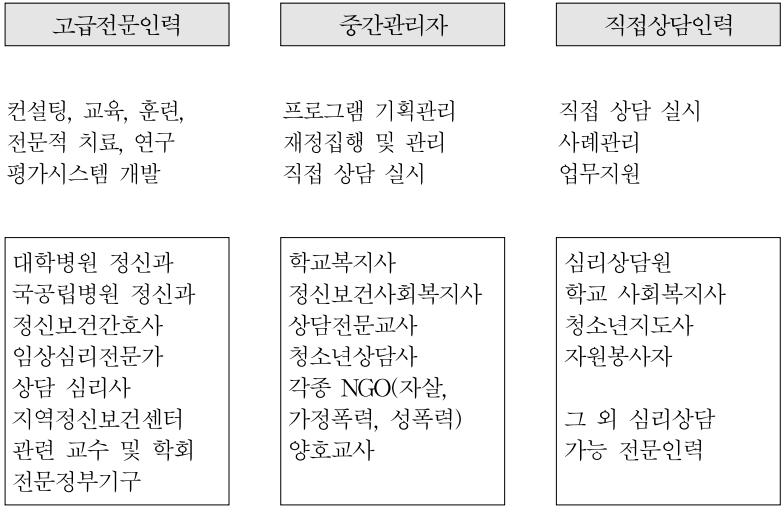 고급전문인력
컨설팅, 교육, 훈련,
전문적 치료, 연구
평가시스템 개발
대학병원 정신과
국공립병원 정신과
정신보건간호사
임상심리전문가
상담 심리사
지역정신보건센터
관련 교수 및 학회
전문정부기구
중간관리자
프로그램 기획관리
재정집행 및 관리
직접 상담 실시
학교복지사
정신보건사회복지사
상담전문교사
청소년상담사
각종 NGO(자살,
가정폭력, 성폭력)
양호교사
직접상담인력
직접 상담 실시
사례관리
업무지원
심리상담원
학교 사회복지사
청소년지도사
자원봉사자
그 외 심리상담
가능 전문인력